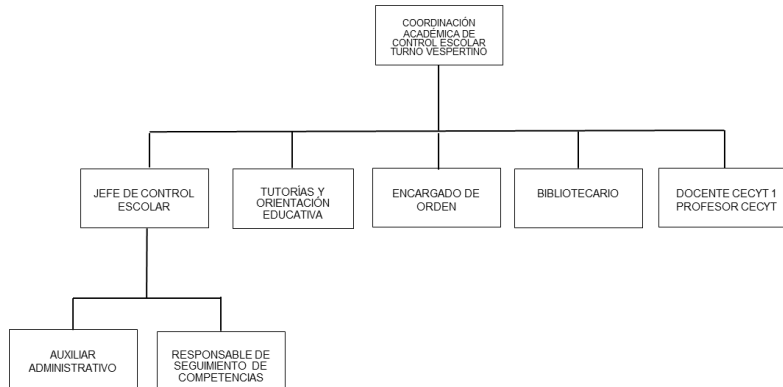 COORDINACIÓN
ACADÉMICA DE
CONTROL ESCOLAR
TURNO VESPERTINO
JEFE DE CONTROL
ESCOLAR
TUTORÍAS Y
ORIENTACIÓN
EDUCATIVA
ENCARGADO DE
ORDEN
BIBLIOTECARIO
DOCENTE CECYT 1
PROFESOR CECYT
AUXILIAR
ADMINISTRATIVO
RESPONSABLE DE
SEGUIMIENTO DE
COMPETENCIAS